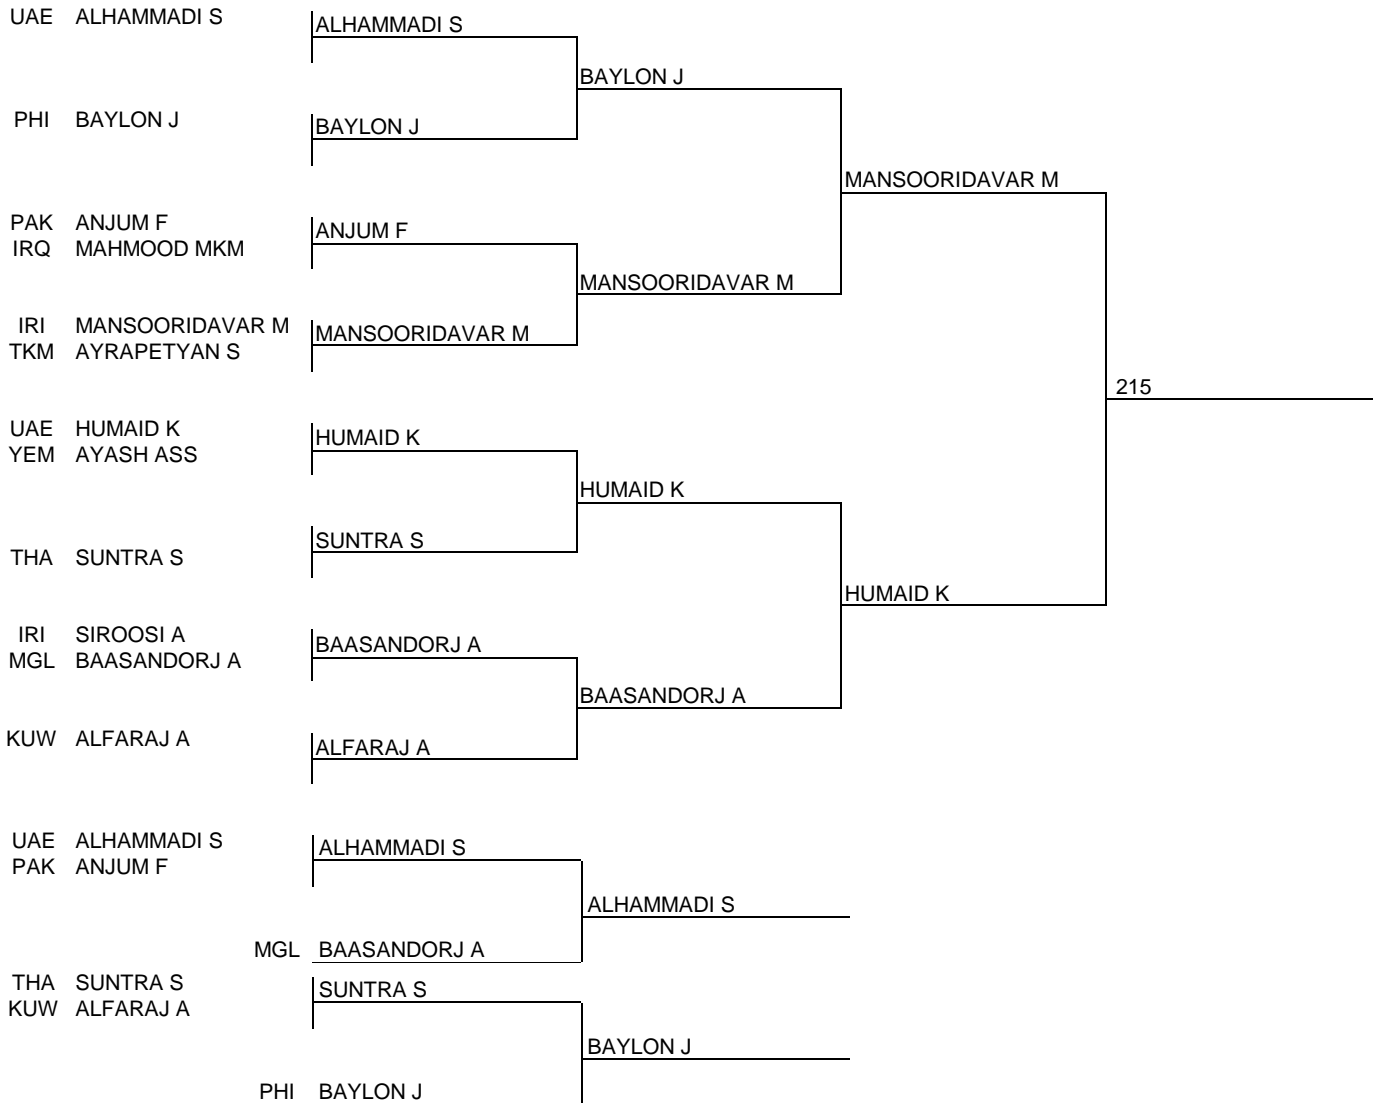 UAE ALHAMMADI S
ALHAMMADI S
BAYLON J
PHI BAYLON J
BAYLON J
MANSOORIDAVAR M
PAK ANJUM F
ANJUM F
IRQ MAHMOOD MKM
MANSOORIDAVAR M
IRI MANSOORIDAVAR M
MANSOORIDAVAR M
TKM AYRAPETYAN S
215
UAE HUMAID K
HUMAID K
YEM AYASH ASS
HUMAID K
SUNTRA S
THA SUNTRA S
HUMAID K
IRI SIROOSI A
BAASANDORJ A
MGL BAASANDORJ A
BAASANDORJ A
KUW ALFARAJ A
ALFARAJ A
UAE ALHAMMADI S
ALHAMMADI S
PAK ANJUM F
ALHAMMADI S
MGL BAASANDORJ A
THA SUNTRA S
SUNTRA S
KUW ALFARAJ A
BAYLON J
PHI BAYLON J